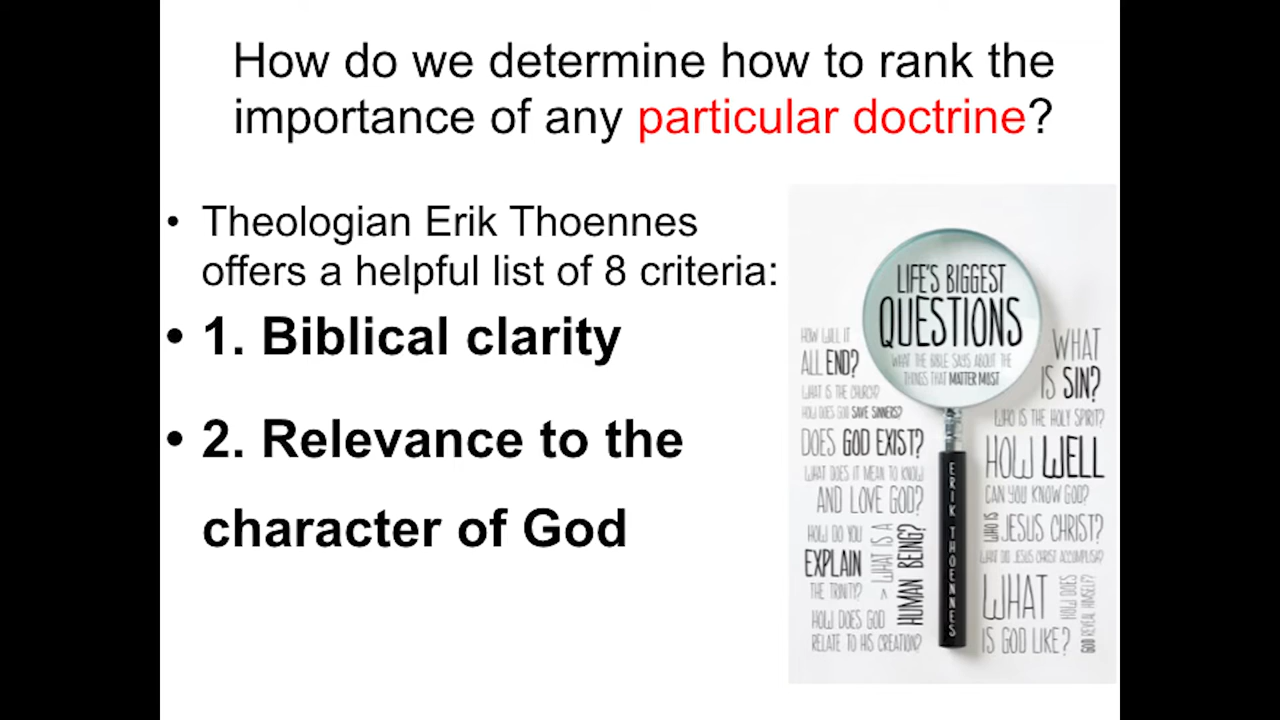 How do we determine how to rank the
importance of any particular doctrine?
• Theologian Erik Thoennes
offers a helpful list of 8 criteria:
• 1. Biblical clarity
• 2. Relevance to the
character of God
LIFE'S BIGGEST
QUESTIONS
WHAT THE BIBLE SAYS ABOUT THE
THINGS THAT MATTER MOST
HOW WILL IT
ALL END?
WHAT IS THE CHURCH?
HOW DOES GOD SAVE SINNERS?
DOES GOD EXIST?
WHAT DOES IT MEAN TO KNOW
AND LOVE GOD?
HOW DO YOU
EXPLAIN
THE TRINITY?
WHAT IS A
HUMAN BEING?
HOW DOES GOD
RELATE TO HIS CREATION?
ERIK THOENNES
WHAT
IS SIN?
WHO IS THE HOLY SPIRIT?
HOW WELL
CAN YOU KNOW GOD?
WHO IS
JESUS CHRIST?
WHAT DID JESUS CHRIST ACCOMPLISH?
WHAT
IS GOD LIKE?
HOW DOES
GOD REVEAL HIMSELF?